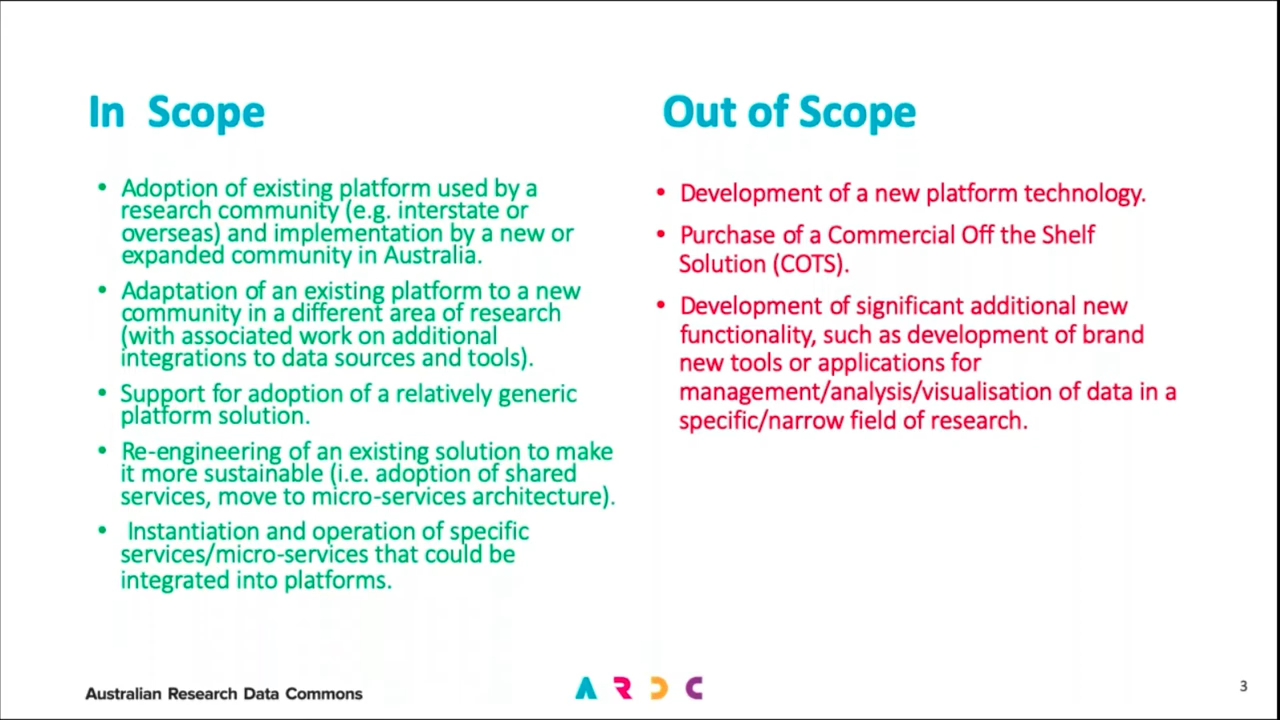 In Scope
• Adoption of existing platform used by a
research community (e.g. interstate or
overseas) and implementation by a new or
expanded community in Australia.
• Adaptation of an existing platform to a new
community in a different area of research
(with associated work on additional
integrations to data sources and tools).
• Support for adoption of a relatively generic
platform solution.
• Re-engineering of an existing solution to make
it more sustainable (i.e. adoption of shared
services, move to micro-services architecture).
• Instantiation and operation of specific
services/micro-services that could be
integrated into platforms.
Out of Scope
• Development of a new platform technology.
• Purchase of a Commercial Off the Shelf
Solution (COTS).
• Development of significant additional new
functionality, such as development of brand
new tools or applications for
management/analysis/visualisation of data in a
specific/narrow field of research.
Australian Research Data Commons
ARDC
3